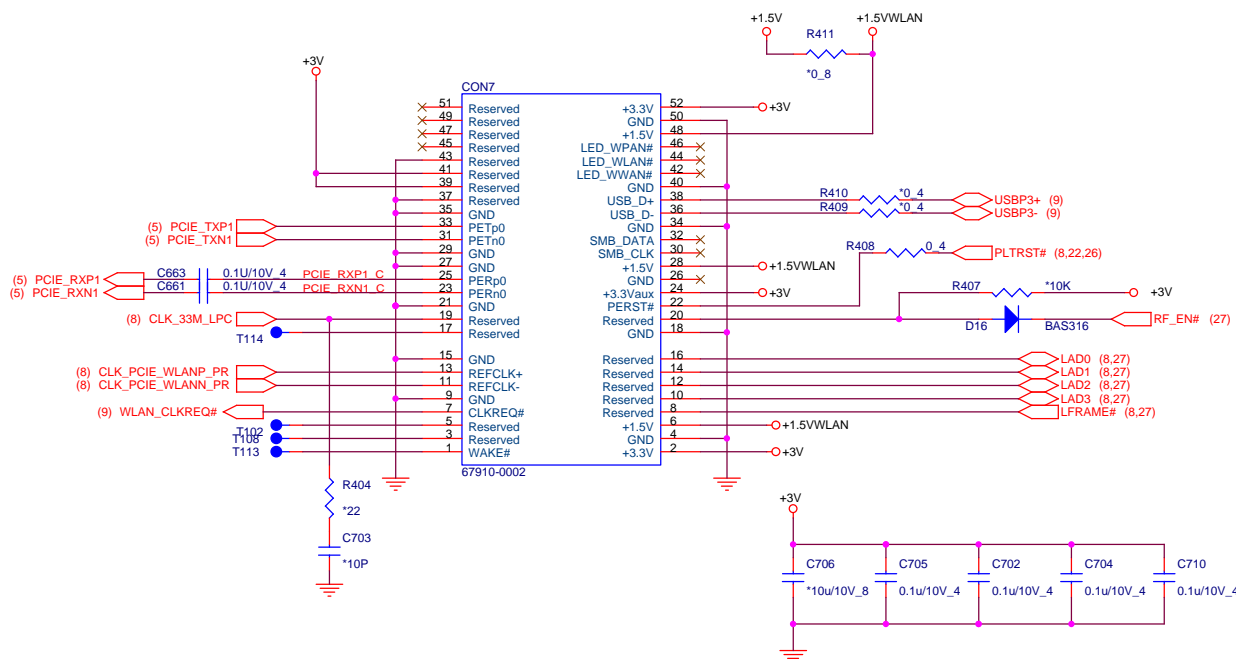 +1.5V +1.5VWLAN
R411
*0_8
+3V
CON7
51 Reserved +3.3V 52 +3V
49 Reserved GND 50
47 Reserved +1.5V 48
45 Reserved LED_WPAN# 46
43 Reserved LED_WLAN# 44
41 Reserved LED_WWAN# 42
39 Reserved GND 40
37 Reserved USB_D+ 38 R410 *0_4 USBP3+ (9)
35 GND USB_D- 36 R409 *0_4 USBP3- (9)
(5) PCIE_TXP1 33 PETp0 GND 34
(5) PCIE_TXN1 31 PETn0 SMB_DATA 32
29 GND SMB_CLK 30 R408 0_4 PLTRST# (8,22,26)
27 GND +1.5V 28 +1.5VWLAN
(5) PCIE_RXP1 C663 0.1U/10V_4 PCIE_RXP1_C 25 PERp0 GND 26
(5) PCIE_RXN1 C661 0.1U/10V_4 PCIE_RXN1_C 23 PERn0 +3.3Vaux 24 +3V
R407 *10K +3V
21 GND PERST# 22
(8) CLK_33M_LPC 19 Reserved Reserved 20 D16 BAS316 RF_EN# (27)
T114 17 Reserved GND 18
15 GND Reserved 16 LAD0 (8,27)
(8) CLK_PCIE_WLANP_PR 13 REFCLK+ Reserved 14 LAD1 (8,27)
(8) CLK_PCIE_WLANN_PR 11 REFCLK- Reserved 12 LAD2 (8,27)
9 GND Reserved 10 LAD3 (8,27)
(9) WLAN_CLKREQ# 7 CLKREQ# Reserved 8 LFRAME# (8,27)
T102 5 Reserved +1.5V 6 +1.5VWLAN
T108 3 Reserved GND 4
T113 1 WAKE# +3.3V 2 +3V
67910-0002
R404
*22
C703
*10P
+3V
C706 C705 C702 C704 C710
*10u/10V_8 0.1u/10V_4 0.1u/10V_4 0.1u/10V_4 0.1u/10V_4